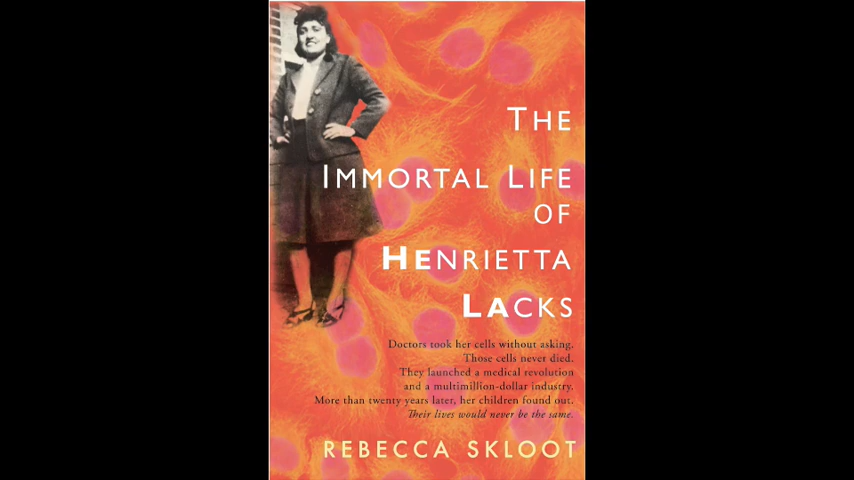 THE
IMMORTAL LIFE
OF
HENRIETTA
LACKS
Doctors took her cells without asking.
Those cells never died.
They launched a medical revolution
and a multimillion-dollar industry.
More than twenty years later, her children found out.
Their lives would never be the same.
REBECCA SKLOOT